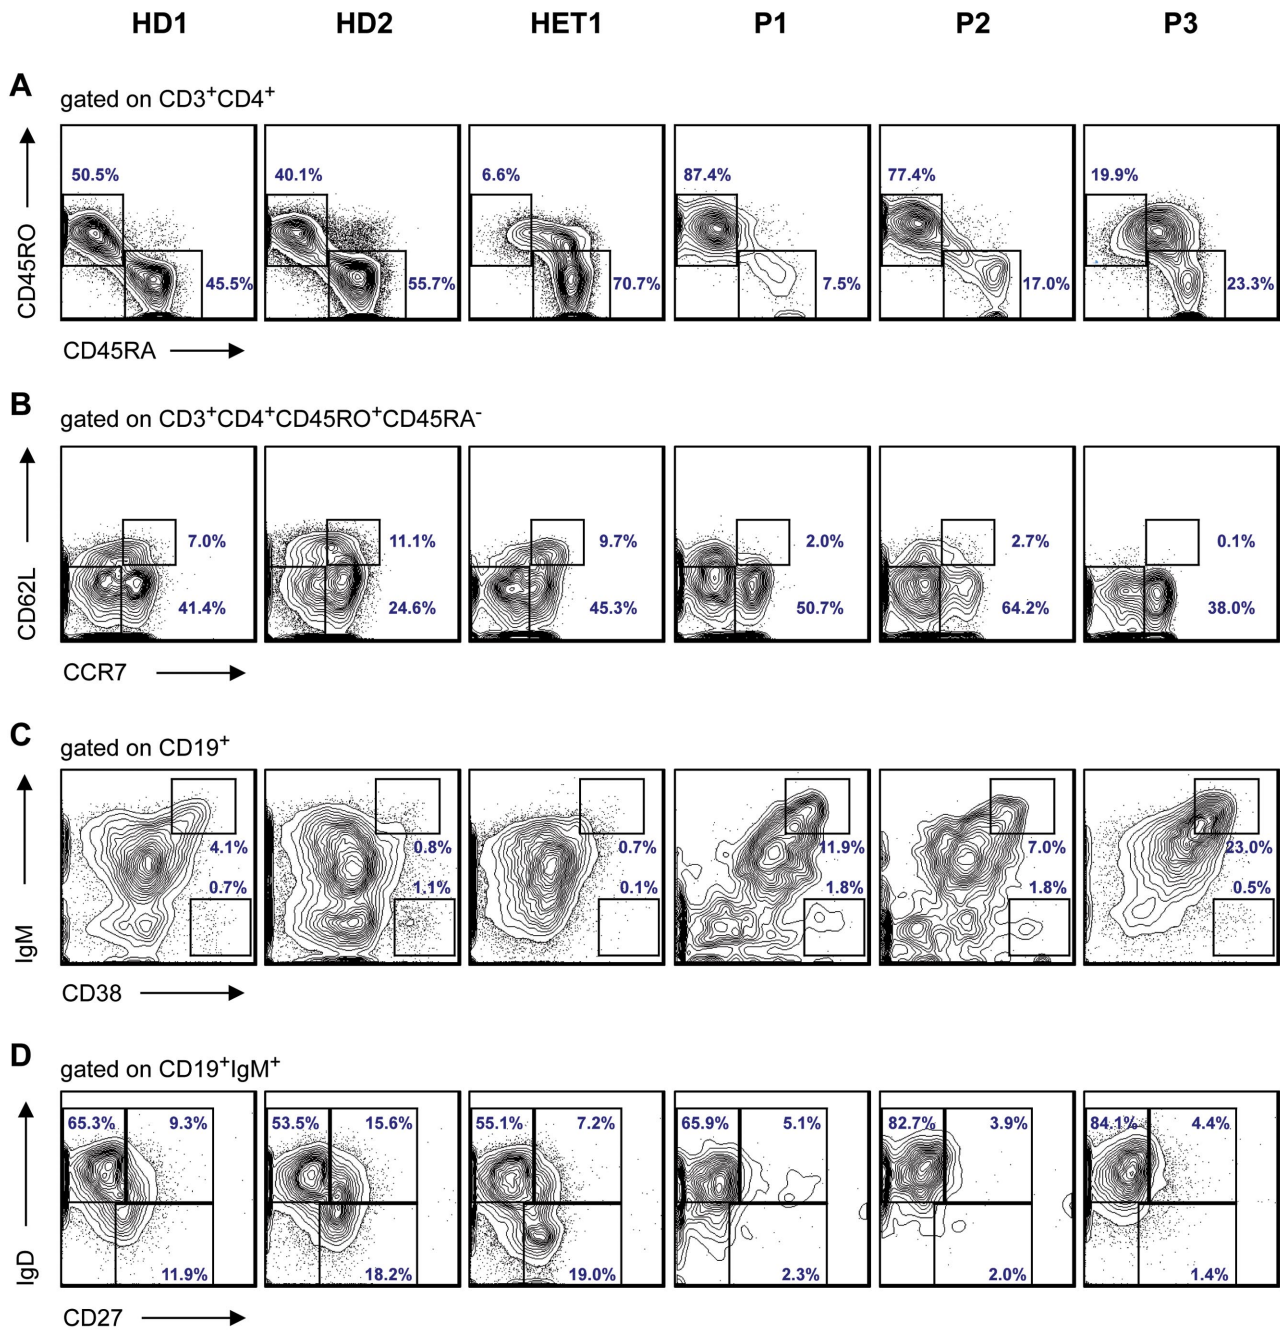 HD1 HD2 HET1 P1 P2 P3
A
gated on CD3+CD4+
50.5% 40.1% 6.6% 87.4% 77.4% 19.9%
45.5% 55.7% 70.7% 7.5% 17.0% 23.3%
CD45RO
CD45RA
B
gated on CD3+CD4+CD45RO+CD45RA-
7.0% 11.1% 9.7% 2.0% 2.7% 0.1%
41.4% 24.6% 45.3% 50.7% 64.2% 38.0%
CD62L
CCR7
C
gated on CD19+
4.1% 0.8% 0.7% 11.9% 7.0% 23.0%
0.7% 1.1% 0.1% 1.8% 1.8% 0.5%
IgM
CD38
D
gated on CD19+IgM+
65.3% 9.3% 53.5% 15.6% 55.1% 7.2% 65.9% 5.1% 82.7% 3.9% 84.1% 4.4%
11.9% 18.2% 19.0% 2.3% 2.0% 1.4%
IgD
CD27